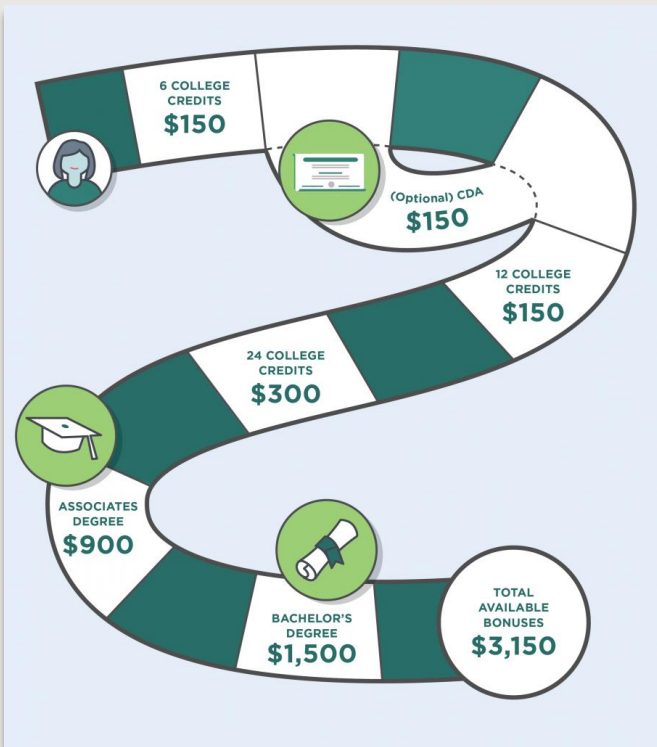 6 COLLEGE
CREDITS
$150
(Optional) CDA
$150
12 COLLEGE
CREDITS
$150
24 COLLEGE
CREDITS
$300
ASSOCIATES
DEGREE
$900
BACHELOR'S
DEGREE
$1,500
TOTAL
AVAILABLE
BONUSES
$3,150